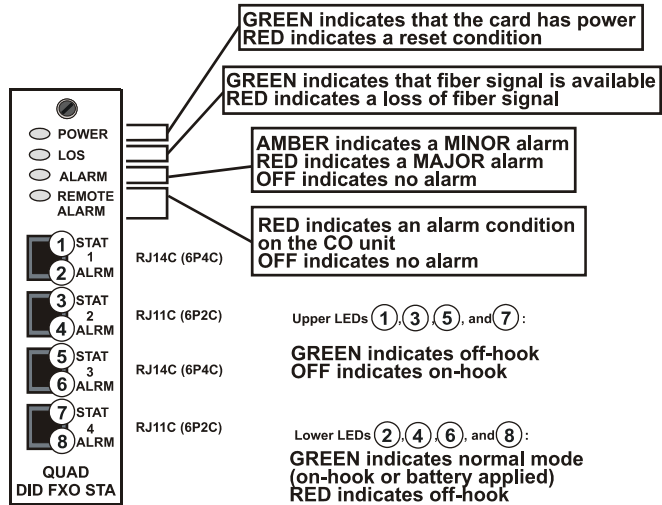 GREEN indicates that the card has power
RED indicates a reset condition
GREEN indicates that fiber signal is available
RED indicates a loss of fiber signal
AMBER indicates a MINOR alarm
RED indicates a MAJOR alarm
OFF indicates no alarm
RED indicates an alarm condition
on the CO unit
OFF indicates no alarm
POWER
LOS
ALARM
REMOTE
ALARM
1 STAT
1
2 ALRM
RJ14C (6P4C)
3 STAT
2
4 ALRM
RJ11C (6P2C)
5 STAT
3
6 ALRM
RJ14C (6P4C)
7 STAT
4
8 ALRM
RJ11C (6P2C)
QUAD
DID FXO STA
Upper LEDs 1, 3, 5, and 7:
GREEN indicates off-hook
OFF indicates on-hook
Lower LEDs 2, 4, 6, and 8:
GREEN indicates normal mode
(on-hook or battery applied)
RED indicates off-hook